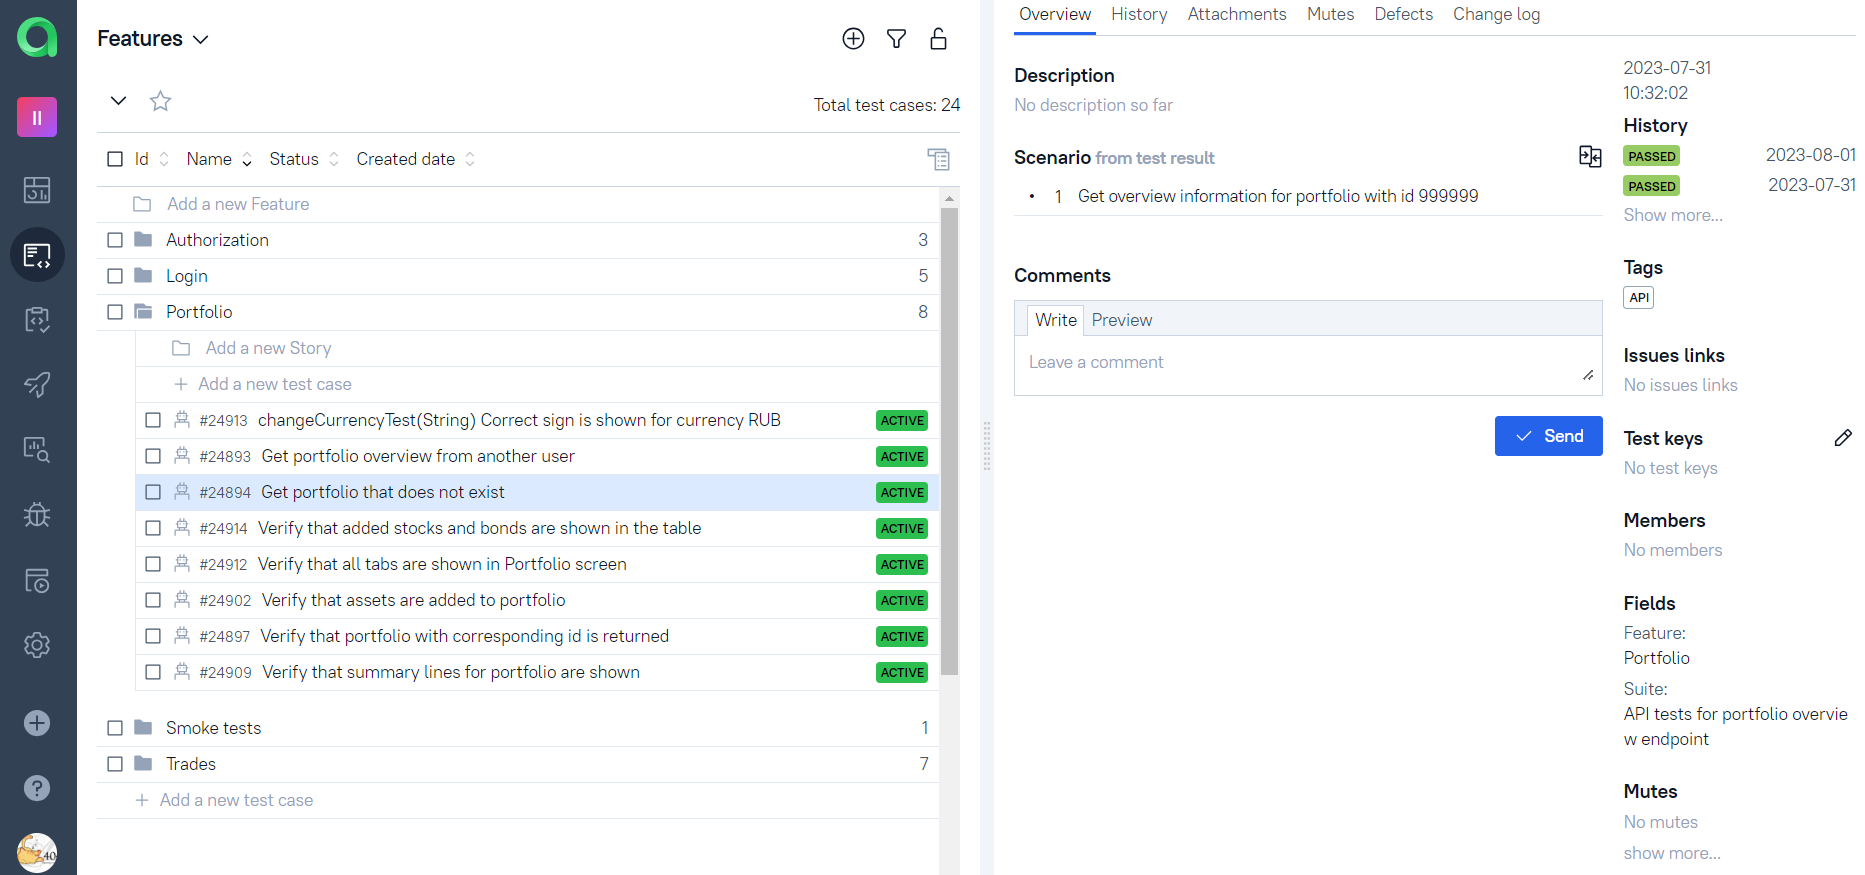 Features
Total test cases: 24
Id Name Status Created date
Add a new Feature
Authorization 3
Login 5
Portfolio 8
Add a new Story
Add a new test case
#24913 changeCurrencyTest(String) Correct sign is shown for currency RUB ACTIVE
#24893 Get portfolio overview from another user ACTIVE
#24894 Get portfolio that does not exist ACTIVE
#24914 Verify that added stocks and bonds are shown in the table ACTIVE
#24912 Verify that all tabs are shown in Portfolio screen ACTIVE
#24902 Verify that assets are added to portfolio ACTIVE
#24897 Verify that portfolio with corresponding id is returned ACTIVE
#24909 Verify that summary lines for portfolio are shown ACTIVE
Smoke tests 1
Trades 7
Add a new test case
II
40
Overview History Attachments Mutes Defects Change log
Description
No description so far
Scenario from test result
1 Get overview information for portfolio with id 999999
Comments
Write Preview
Leave a comment
Send
2023-07-31
10:32:02
History
PASSED 2023-08-01
PASSED 2023-07-31
Show more...
Tags
API
Issues links
No issues links
Test keys
No test keys
Members
No members
Fields
Feature:
Portfolio
Suite:
API tests for portfolio overvie
w endpoint
Mutes
No mutes
show more...